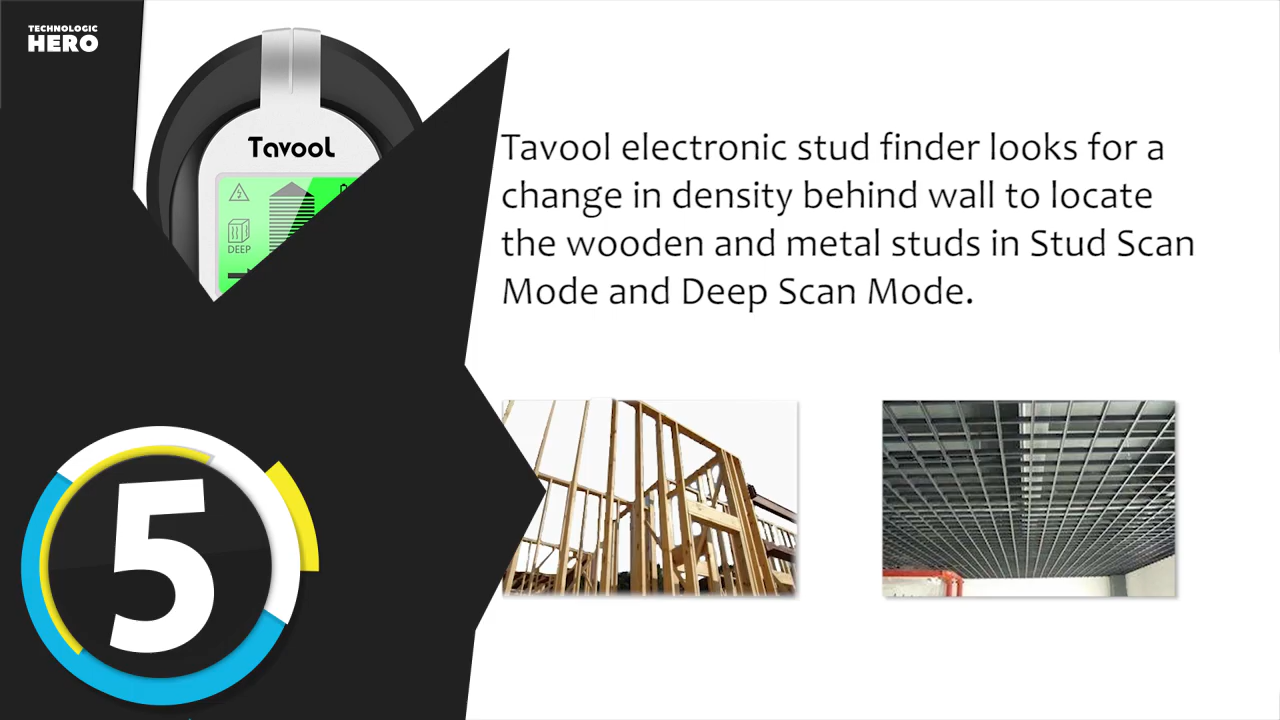 TECHNOLOGIC
HERO
Tavool
DEEP
Tavool electronic stud finder looks for a
change in density behind wall to locate
the wooden and metal studs in Stud Scan
Mode and Deep Scan Mode.
5